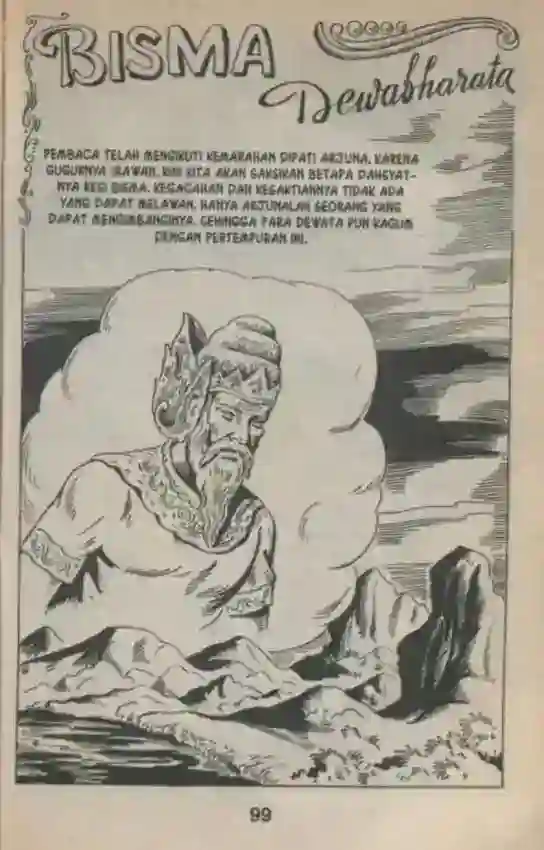 BISMA
Dewabharata
PEMBACA TELAH MENGIKUTI KEMARAHAN DIPATI ARJUNA, KARENA
GUGURNYA IRAWAN. KINI KITA AKAN SAKSIKAN BETAPA DAHSYAT-
NYA RESI BISMA. KEGAGAHAN DAN KESAKTIANNYA TIDAK ADA
YANG DAPAT MELAWAN. HANYA ARJUNALAH SEORANG YANG
DAPAT MENGIMBANGINYA. SEHINGGA PARA DEWATA PUN KAGUM
DENGAN PERTEMPURAN INI.
99